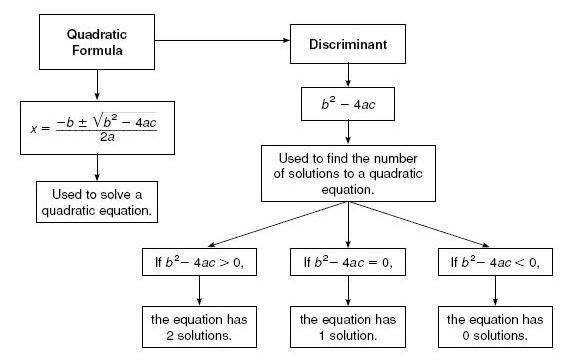 Quadratic
Formula
Discriminant
x = −b ± √b² − 4ac
2a
b² − 4ac
Used to solve a
quadratic equation.
Used to find the number
of solutions to a quadratic
equation.
If b² − 4ac > 0,
If b² − 4ac = 0,
If b² − 4ac < 0,
the equation has
2 solutions.
the equation has
1 solution.
the equation has
0 solutions.